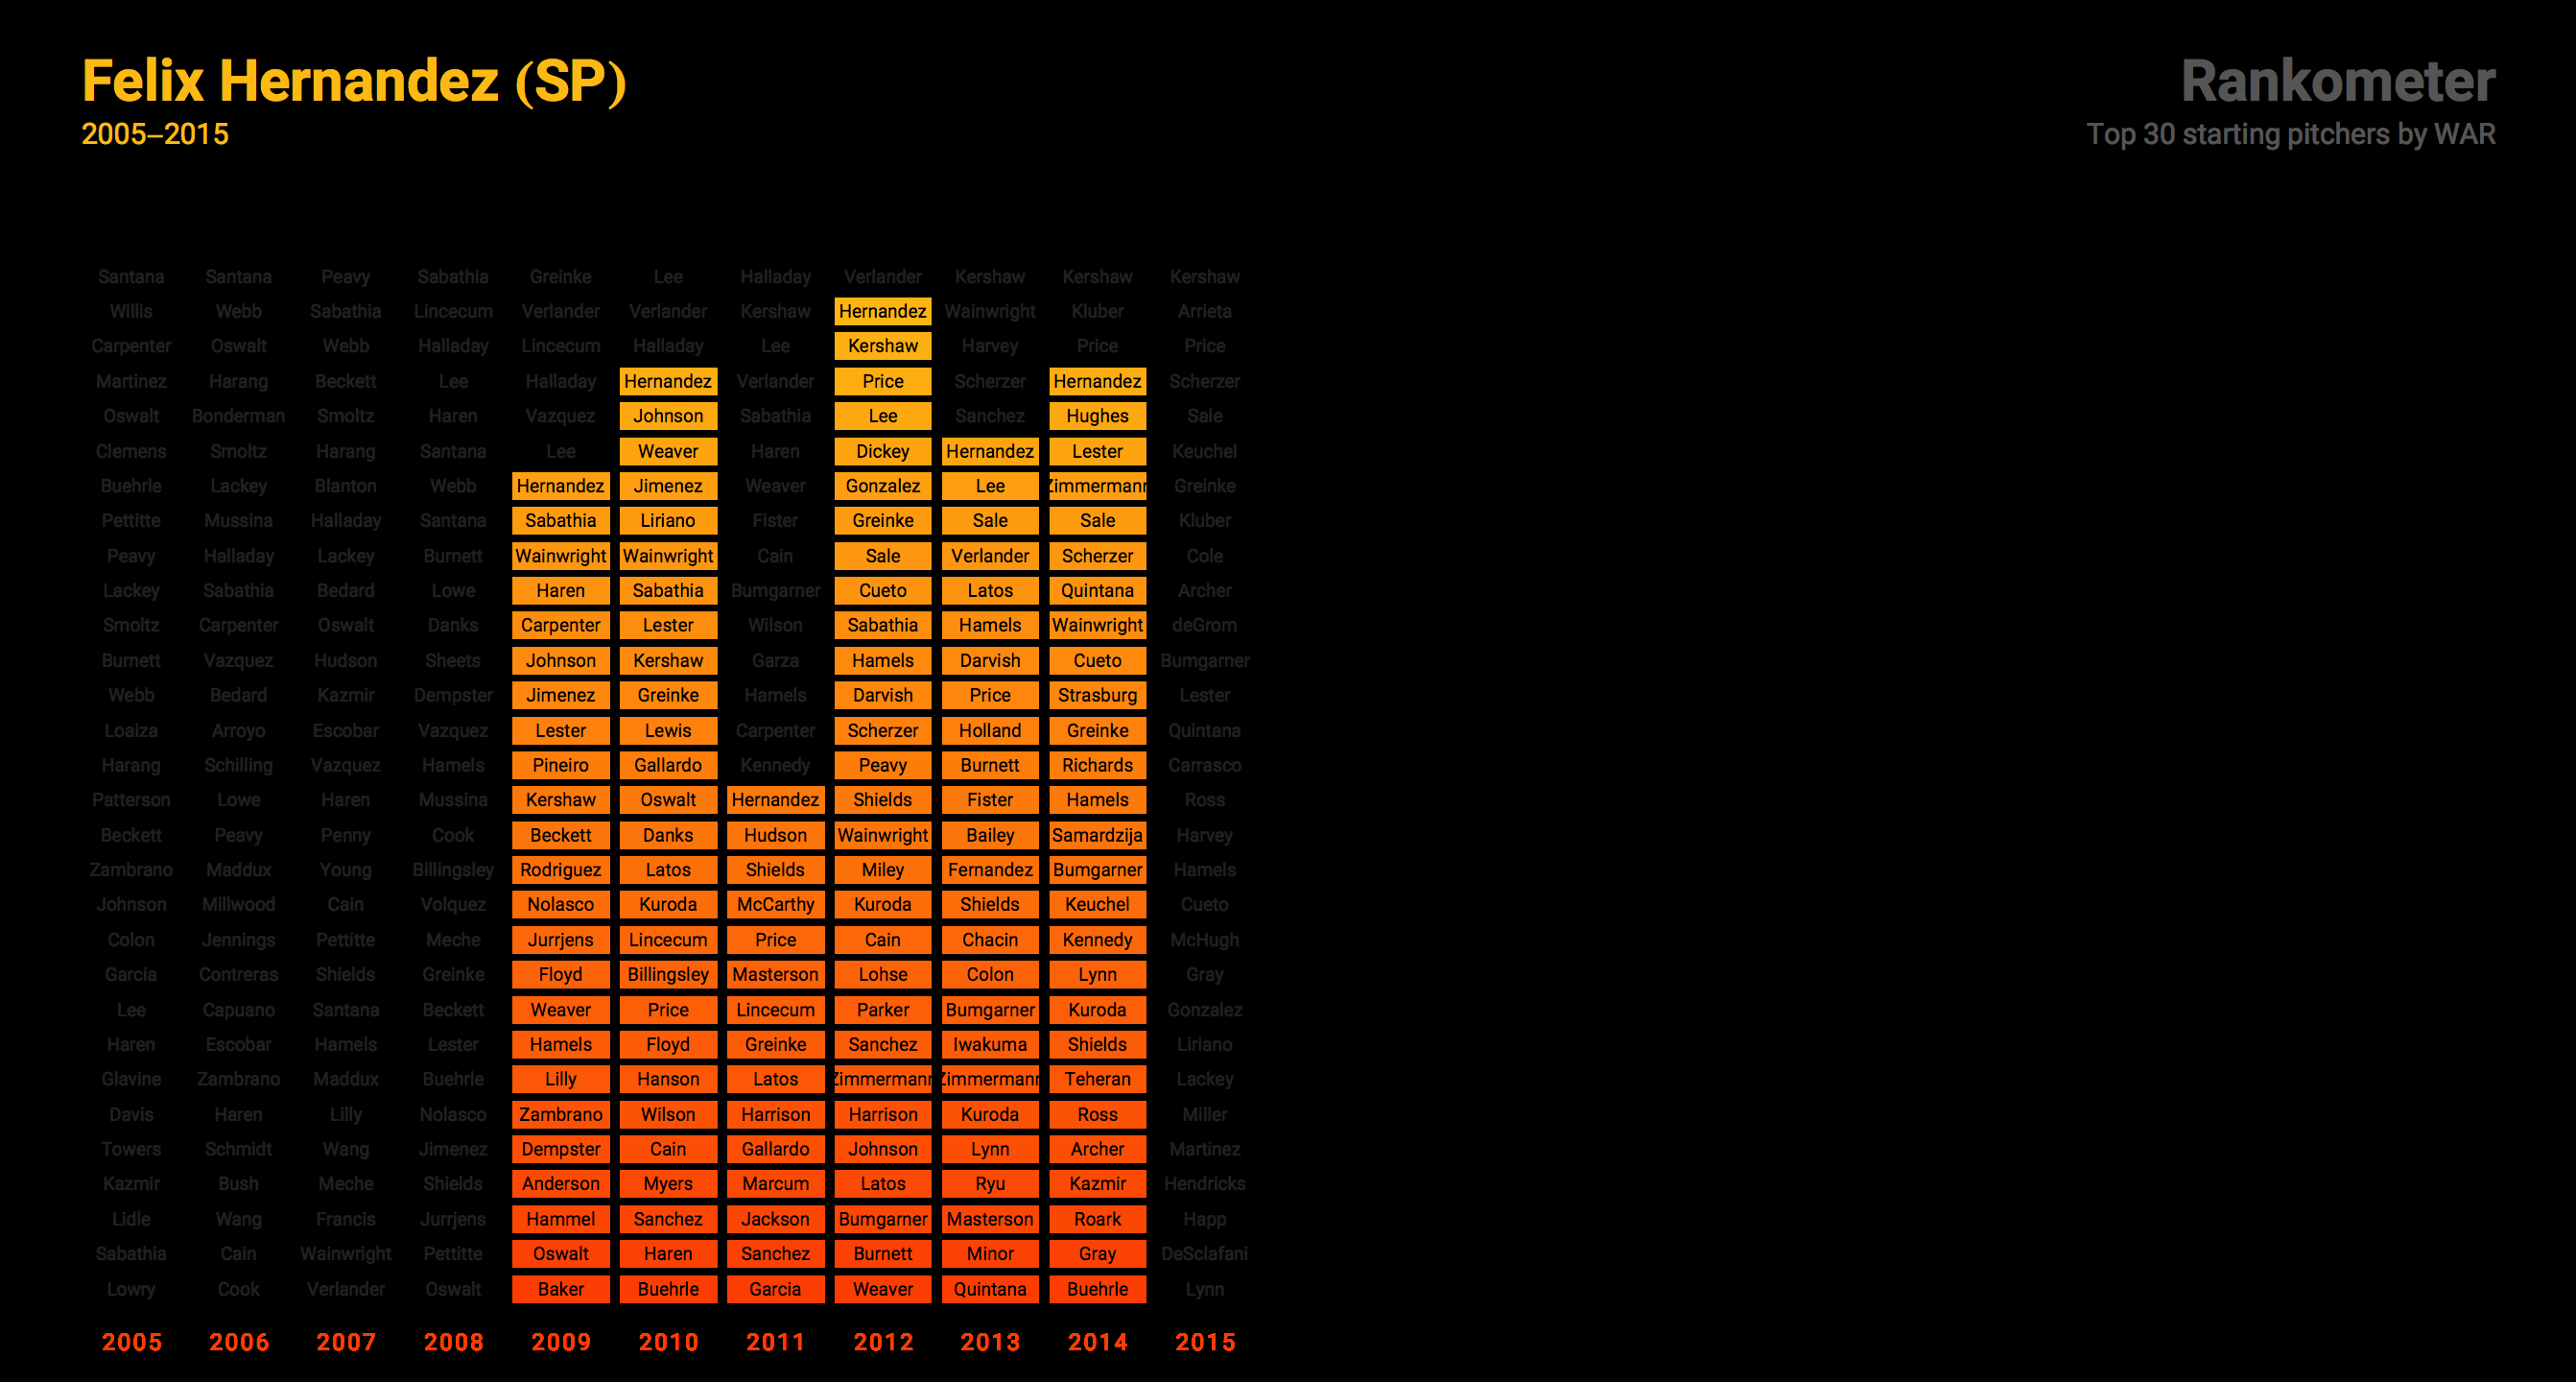 Felix Hernandez (SP)
2005–2015
Rankometer
Top 30 starting pitchers by WAR
Santana Santana Peavy Sabathia Greinke Lee Halladay Verlander Kershaw Kershaw Kershaw
Willis Webb Sabathia Lincecum Verlander Verlander Kershaw Hernandez Wainwright Kluber Arrieta
Carpenter Oswalt Webb Halladay Lincecum Halladay Lee Kershaw Harvey Price Price
Martinez Harang Beckett Lee Halladay Hernandez Verlander Price Scherzer Hernandez Scherzer
Oswalt Bonderman Smoltz Haren Vazquez Johnson Sabathia Lee Sanchez Hughes Sale
Clemens Smoltz Harang Santana Lee Weaver Haren Dickey Hernandez Lester Keuchel
Buehrle Lackey Blanton Webb Hernandez Jimenez Weaver Gonzalez Lee Zimmermann Greinke
Pettitte Mussina Halladay Santana Sabathia Liriano Fister Greinke Sale Sale Kluber
Peavy Halladay Lackey Burnett Wainwright Wainwright Cain Sale Verlander Scherzer Cole
Lackey Sabathia Bedard Lowe Haren Sabathia Bumgarner Cueto Latos Quintana Archer
Smoltz Carpenter Oswalt Danks Carpenter Lester Wilson Sabathia Hamels Wainwright deGrom
Burnett Vazquez Hudson Sheets Johnson Kershaw Garza Hamels Darvish Cueto Bumgarner
Webb Bedard Kazmir Dempster Jimenez Greinke Hamels Darvish Price Strasburg Lester
Loaiza Arroyo Escobar Vazquez Lester Lewis Carpenter Scherzer Holland Greinke Quintana
Harang Schilling Vazquez Hamels Pineiro Gallardo Kennedy Peavy Burnett Richards Carrasco
Patterson Lowe Haren Mussina Kershaw Oswalt Hernandez Shields Fister Hamels Ross
Beckett Peavy Penny Cook Beckett Danks Hudson Wainwright Bailey Samardzija Harvey
Zambrano Maddux Young Billingsley Rodriguez Latos Shields Miley Fernandez Bumgarner Hamels
Johnson Millwood Cain Volquez Nolasco Kuroda McCarthy Kuroda Shields Keuchel Cueto
Colon Jennings Pettitte Meche Jurrjens Lincecum Price Cain Chacin Kennedy McHugh
Garcia Contreras Shields Greinke Floyd Billingsley Masterson Lohse Colon Lynn Gray
Lee Capuano Santana Beckett Weaver Price Lincecum Parker Bumgarner Kuroda Gonzalez
Haren Escobar Hamels Lester Hamels Floyd Greinke Sanchez Iwakuma Shields Liriano
Glavine Zambrano Maddux Buehrle Lilly Hanson Latos Zimmermann Zimmermann Teheran Lackey
Davis Haren Lilly Nolasco Zambrano Wilson Harrison Harrison Kuroda Ross Miller
Towers Schmidt Wang Jimenez Dempster Cain Gallardo Johnson Lynn Archer Martinez
Kazmir Bush Meche Shields Anderson Myers Marcum Latos Ryu Kazmir Hendricks
Lidle Wang Francis Jurrjens Hammel Sanchez Jackson Bumgarner Masterson Roark Happ
Sabathia Cain Wainwright Pettitte Oswalt Haren Sanchez Burnett Minor Gray DeSclafani
Lowry Cook Verlander Oswalt Baker Buehrle Garcia Weaver Quintana Buehrle Lynn
2005 2006 2007 2008 2009 2010 2011 2012 2013 2014 2015